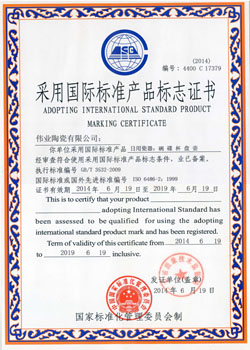 (2014)
编号：4400 C 17379
采用国际标准产品标志证书
ADOPTING INTERNATIONAL STANDARD PRODUCT
MARKING CERTIFICATE
伟业陶瓷有限公司：
你单位采用国际标准产品 日用瓷器：碗 碟 杯 壶 壶
经审查符合使用采用国际标准产品标志条件，业已备案。
执行标准编号 GB/T 3532-2009
国际标准或国外先进标准编号 ISO 6486-2：1999
证书有效期 2014 年 6 月 19 日至 2019 年 6 月 19 日
This is to certify that your product
adopting International Standard has
been assessed to be qualified for using the adopting
international standard product mark and has been registered.
Term of validity of this certificate from 2014 6 19
to 2019 6 19 inclusive.
发证单位(盖章)
2014 年 6 月 19 日
国家标准化管理委员会制